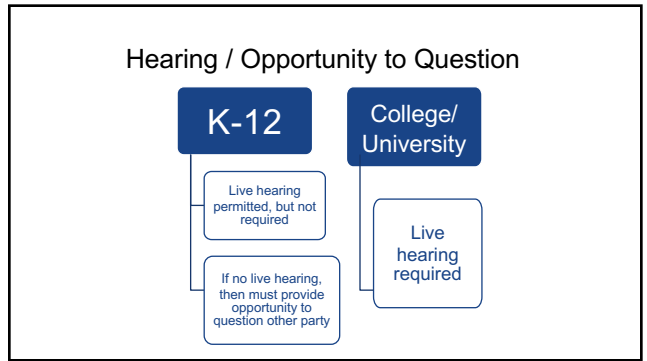 Hearing / Opportunity to Question
K-12
Live hearing
permitted, but not
required
If no live hearing,
then must provide
opportunity to
question other party
College/
University
Live
hearing
required